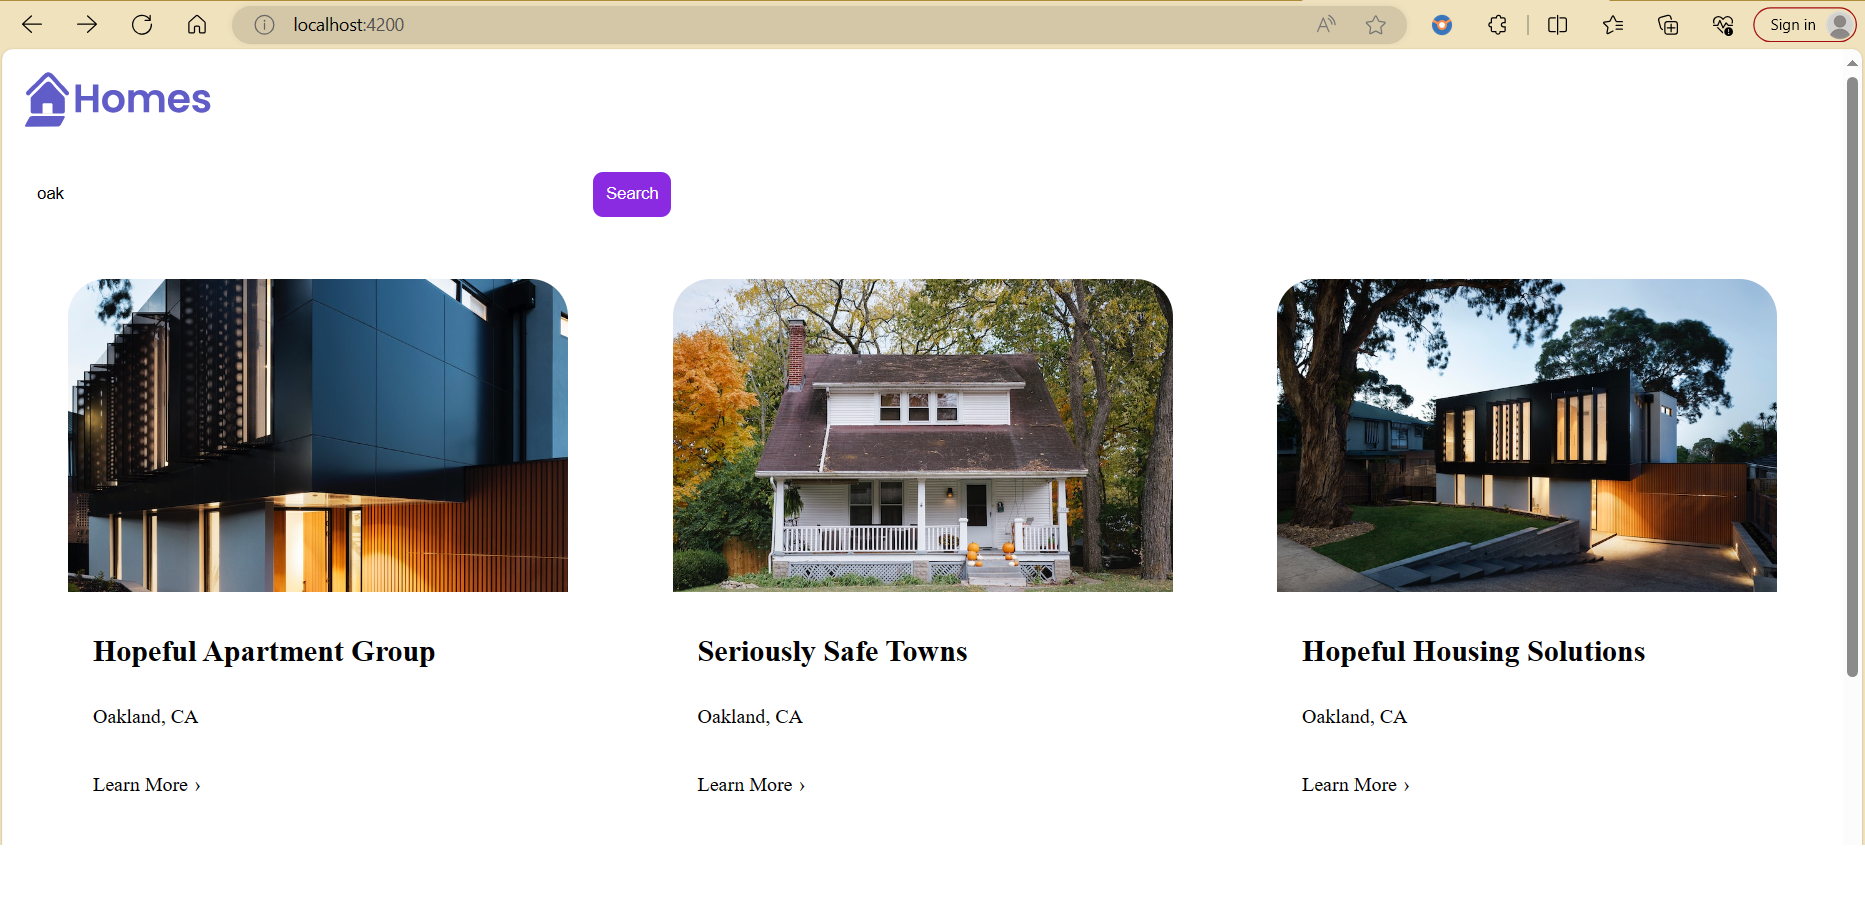 localhost:4200
Sign in
Homes
oak
Search
Hopeful Apartment Group
Seriously Safe Towns
Hopeful Housing Solutions
Oakland, CA
Oakland, CA
Oakland, CA
Learn More ›
Learn More ›
Learn More ›